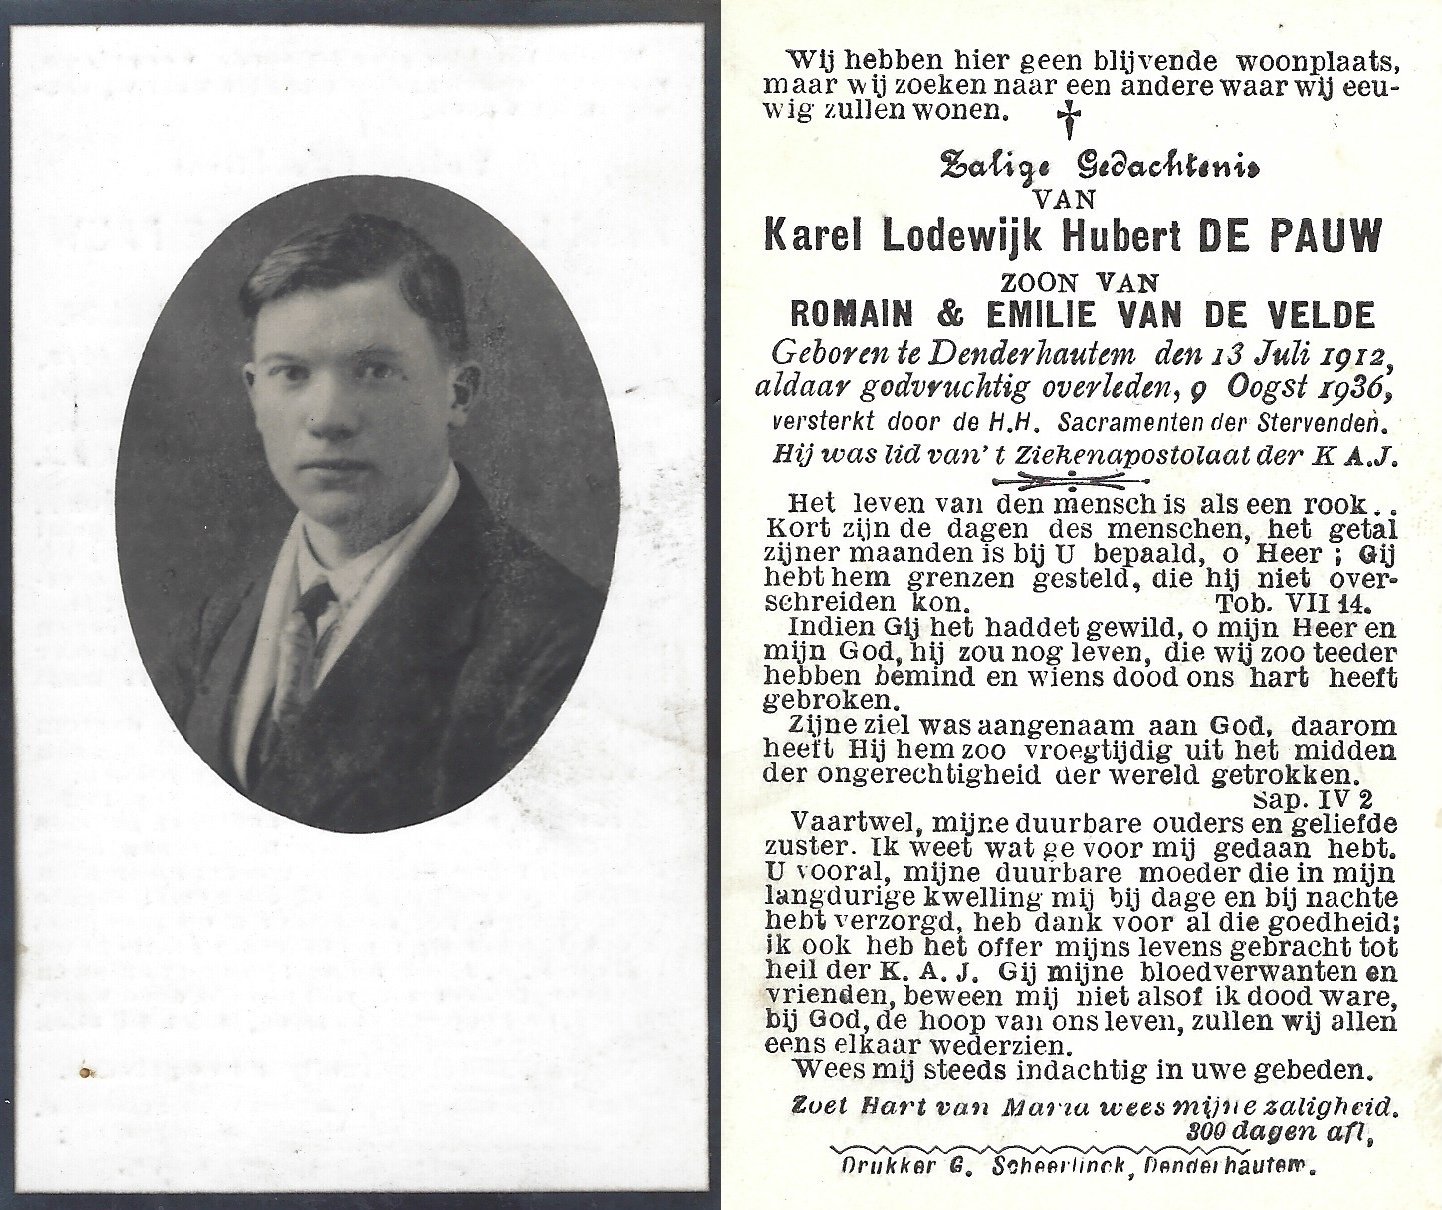 Wij hebben hier geen blijvende woonplaats,
maar wij zoeken naar een andere waar wij eeu-
wig zullen wonen.
Zalige Gedachtenis
VAN
Karel Lodewijk Hubert DE PAUW
ZOON VAN
ROMAIN & EMILIE VAN DE VELDE
Geboren te Denderhautem den 13 Juli 1912,
aldaar godvruchtig overleden, 9 Oogst 1936,
versterkt door de H.H. Sacramenten der Stervenden.
Hij was lid van 't Ziekenapostolaat der K A.J.
Het leven van den mensch is als een rook..
Kort zijn de dagen des menschen, het getal
zijner maanden is bij U bepaald, o Heer ; Gij
hebt hem grenzen gesteld, die hij niet over-
schreiden kon. Tob. VII 14.
Indien Gij het haddet gewild, o mijn Heer en
mijn God, hij zou nog leven, die wij zoo teeder
hebben bemind en wiens dood ons hart heeft
gebroken.
Zijne ziel was aangenaam aan God, daarom
heeft Hij hem zoo vroegtijdig uit het midden
der ongerechtigheid der wereld getrokken.
Sap. IV 2
Vaartwel, mijne duurbare ouders en geliefde
zuster. Ik weet wat ge voor mij gedaan hebt.
U vooral, mijne duurbare moeder die in mijn
langdurige kwelling mij bij dage en bij nachte
hebt verzorgd, heb dank voor al die goedheid;
ik ook heb het offer mijns levens gebracht tot
heil der K. A. J. Gij mijne bloedverwanten en
vrienden, beween mij niet alsof ik dood ware,
bij God, de hoop van ons leven, zullen wij allen
eens elkaar wederzien.
Wees mij steeds indachtig in uwe gebeden.
Zoet Hart van Maria wees mijne zaligheid.
300 dagen afl,
Drukker G. Scheerlinck, Denderhautem.